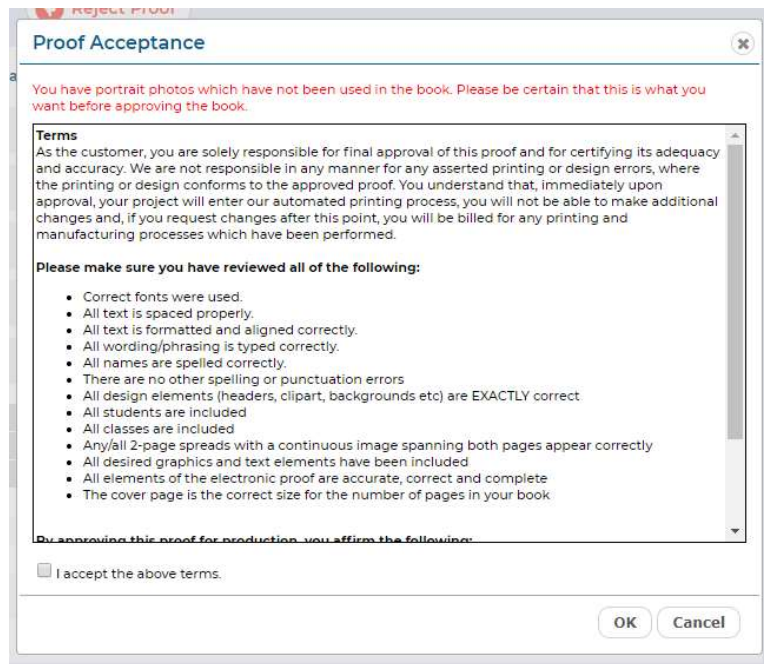 Reject Proof
Proof Acceptance
a
You have portrait photos which have not been used in the book. Please be certain that this is what you
want before approving the book.
Terms
As the customer, you are solely responsible for final approval of this proof and for certifying its adequacy
and accuracy. We are not responsible in any manner for any asserted printing or design errors, where
the printing or design conforms to the approved proof. You understand that, immediately upon
approval, your project will enter our automated printing process, you will not be able to make additional
changes and, if you request changes after this point, you will be billed for any printing and
manufacturing processes which have been performed.
Please make sure you have reviewed all of the following:
• Correct fonts were used.
• All text is spaced properly.
• All text is formatted and aligned correctly.
• All wording/phrasing is typed correctly.
• All names are spelled correctly.
• There are no other spelling or punctuation errors
• All design elements (headers, clipart, backgrounds etc) are EXACTLY correct
• All students are included
• All classes are included
• Any/all 2-page spreads with a continuous image spanning both pages appear correctly
• All desired graphics and text elements have been included
• All elements of the electronic proof are accurate, correct and complete
• The cover page is the correct size for the number of pages in your book
By approving this proof for production, you affirm the following:
I accept the above terms.
OK Cancel